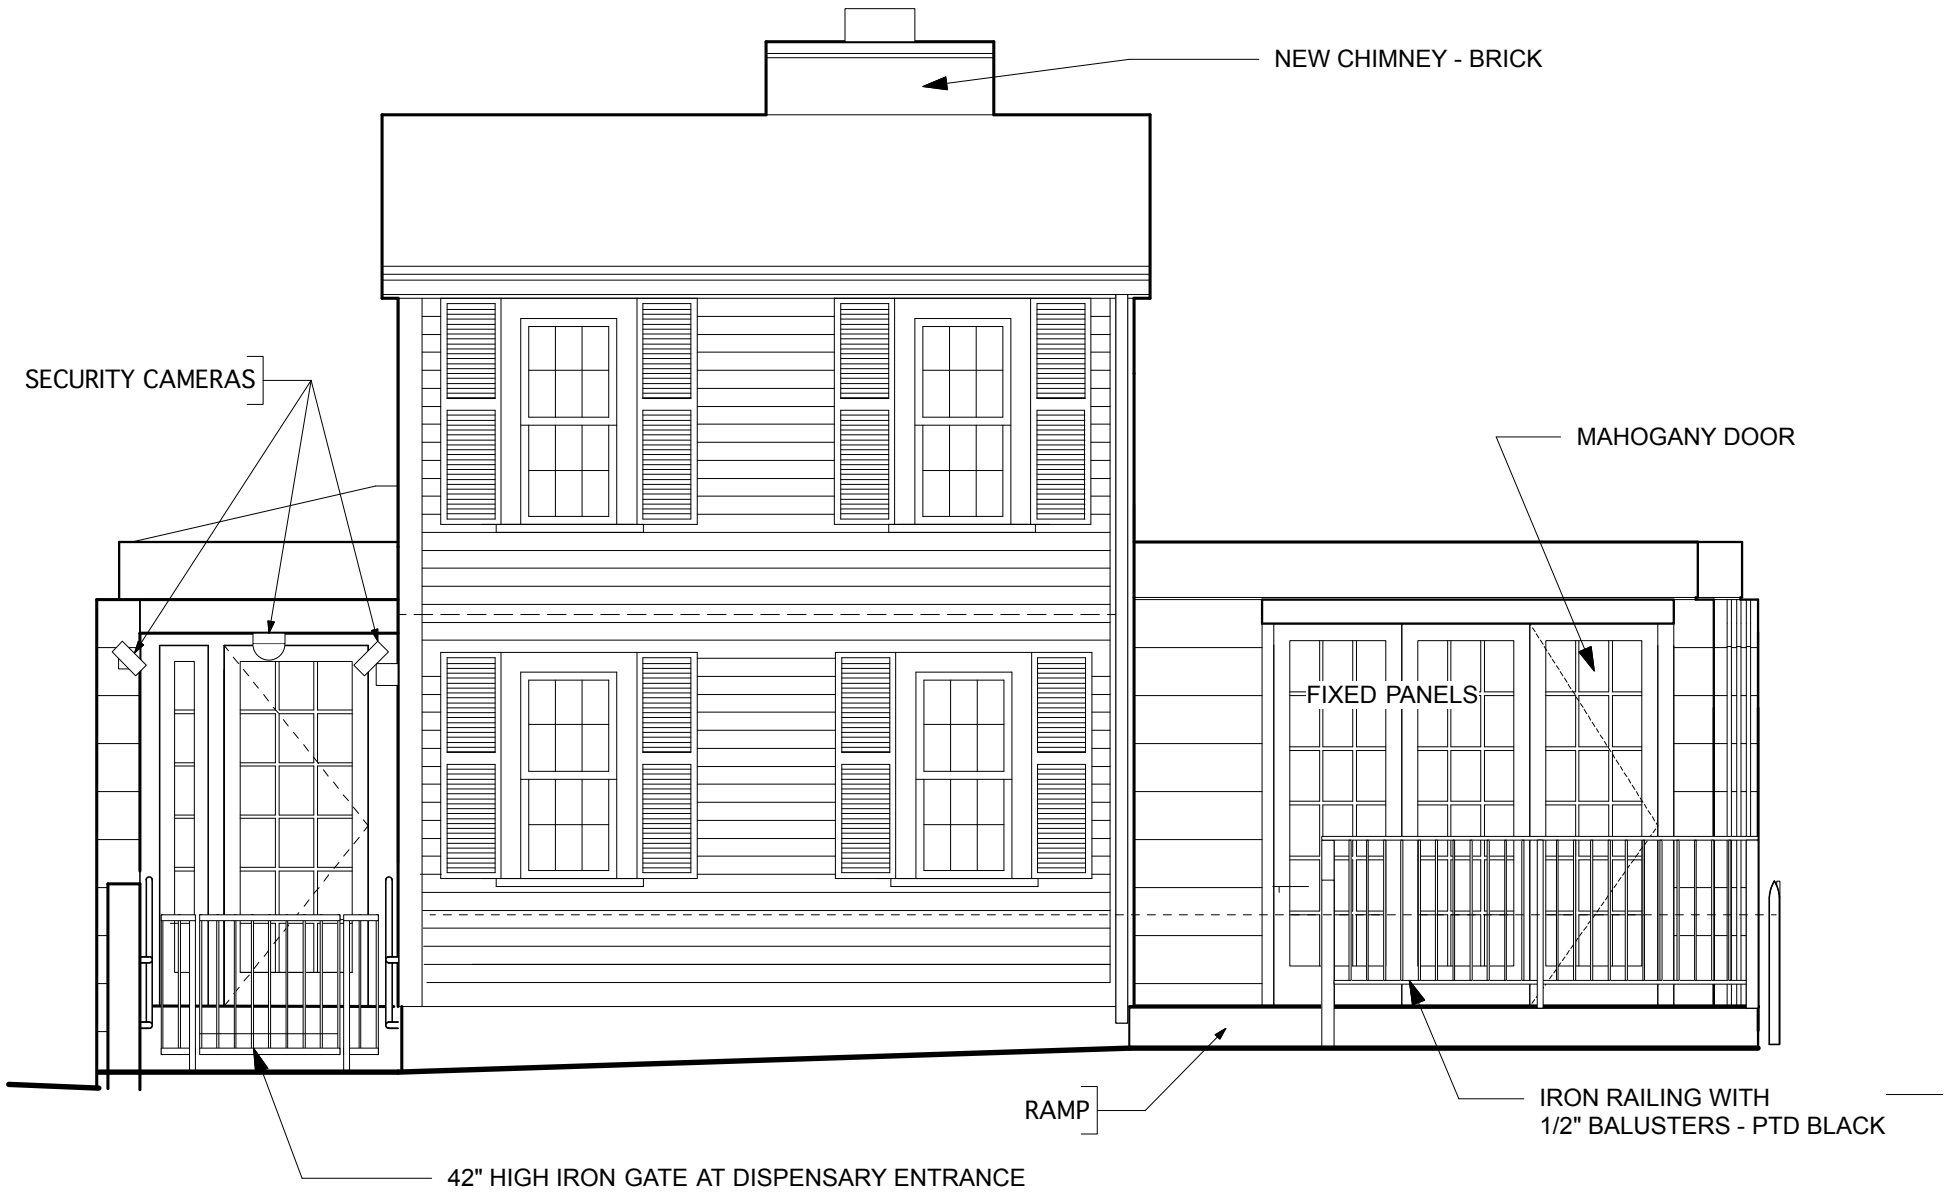 NEW CHIMNEY - BRICK
SECURITY CAMERAS
MAHOGANY DOOR
FIXED PANELS
RAMP
IRON RAILING WITH
1/2" BALUSTERS - PTD BLACK
42" HIGH IRON GATE AT DISPENSARY ENTRANCE